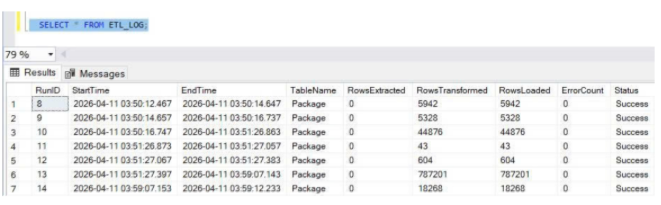 SELECT * FROM ETL_LOG;
79 %
Results Messages
RunID StartTime EndTime TableName RowsExtracted RowsTransformed RowsLoaded ErrorCount Status
1 8 2026-04-11 03:50:12.467 2026-04-11 03:50:14.647 Package 0 5942 5942 0 Success
2 9 2026-04-11 03:50:14.657 2026-04-11 03:50:16.737 Package 0 5328 5328 0 Success
3 10 2026-04-11 03:50:16.747 2026-04-11 03:51:26.863 Package 0 44876 44876 0 Success
4 11 2026-04-11 03:51:26.873 2026-04-11 03:51:27.057 Package 0 43 43 0 Success
5 12 2026-04-11 03:51:27.067 2026-04-11 03:51:27.383 Package 0 604 604 0 Success
6 13 2026-04-11 03:51:27.397 2026-04-11 03:59:07.143 Package 0 787201 787201 0 Success
7 14 2026-04-11 03:59:07.153 2026-04-11 03:59:12.233 Package 0 18268 18268 0 Success